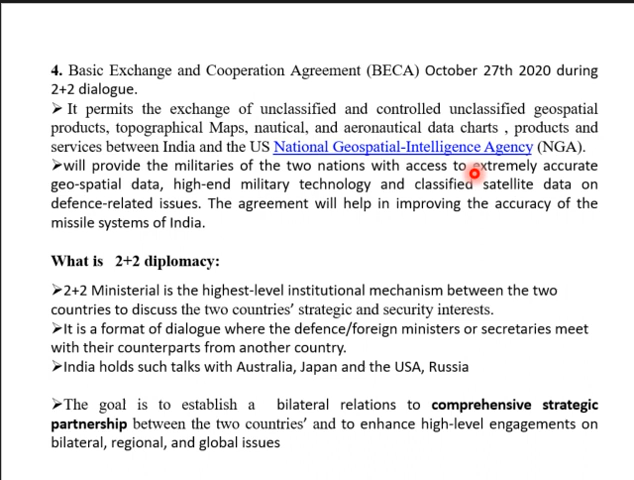 4. Basic Exchange and Cooperation Agreement (BECA) October 27th 2020 during
2+2 dialogue.
➢ It permits the exchange of unclassified and controlled unclassified geospatial
products, topographical Maps, nautical, and aeronautical data charts , products and
services between India and the US National Geospatial-Intelligence Agency (NGA).
➢will provide the militaries of the two nations with access to extremely accurate
geo-spatial data, high-end military technology and classified satellite data on
defence-related issues. The agreement will help in improving the accuracy of the
missile systems of India.
What is 2+2 diplomacy:
➢2+2 Ministerial is the highest-level institutional mechanism between the two
countries to discuss the two countries’ strategic and security interests.
➢It is a format of dialogue where the defence/foreign ministers or secretaries meet
with their counterparts from another country.
➢India holds such talks with Australia, Japan and the USA, Russia
➢The goal is to establish a bilateral relations to comprehensive strategic
partnership between the two countries’ and to enhance high-level engagements on
bilateral, regional, and global issues